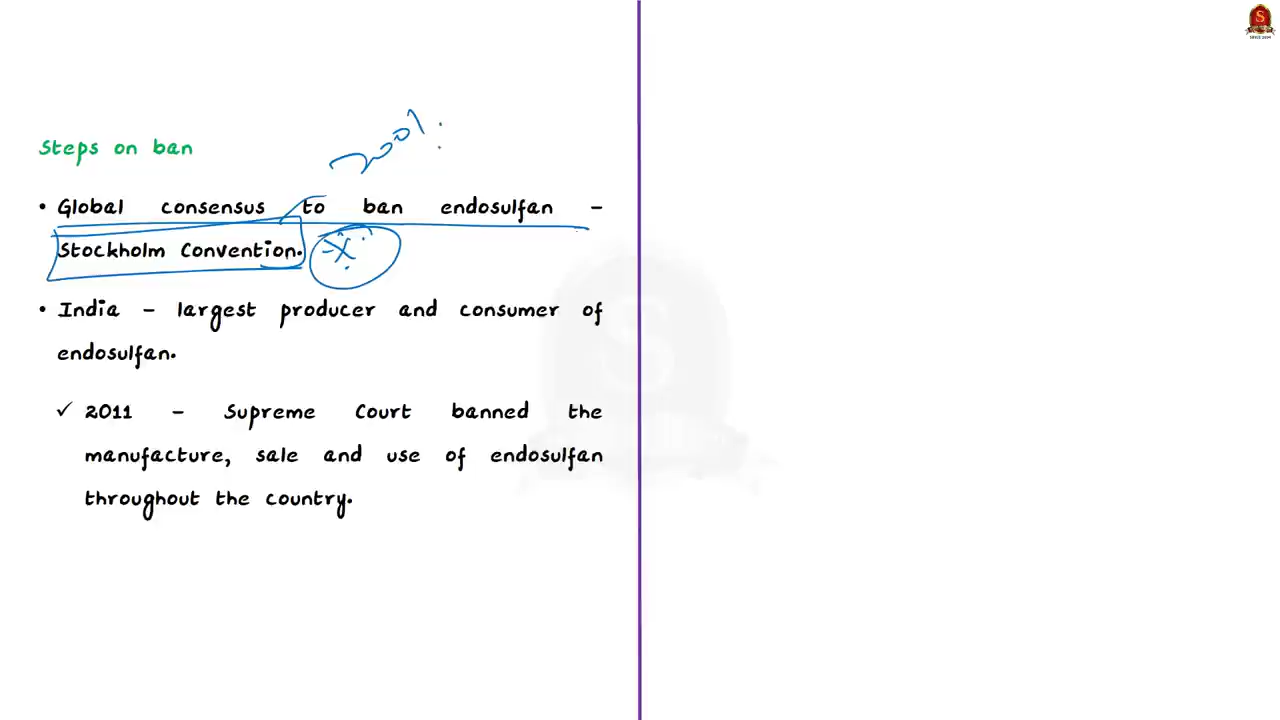 2001
Steps on ban
• Global consensus to ban endosulfan –
Stockholm Convention.
X
• India – largest producer and consumer of
endosulfan.
✓ 2011 – Supreme Court banned the
manufacture, sale and use of endosulfan
throughout the country.